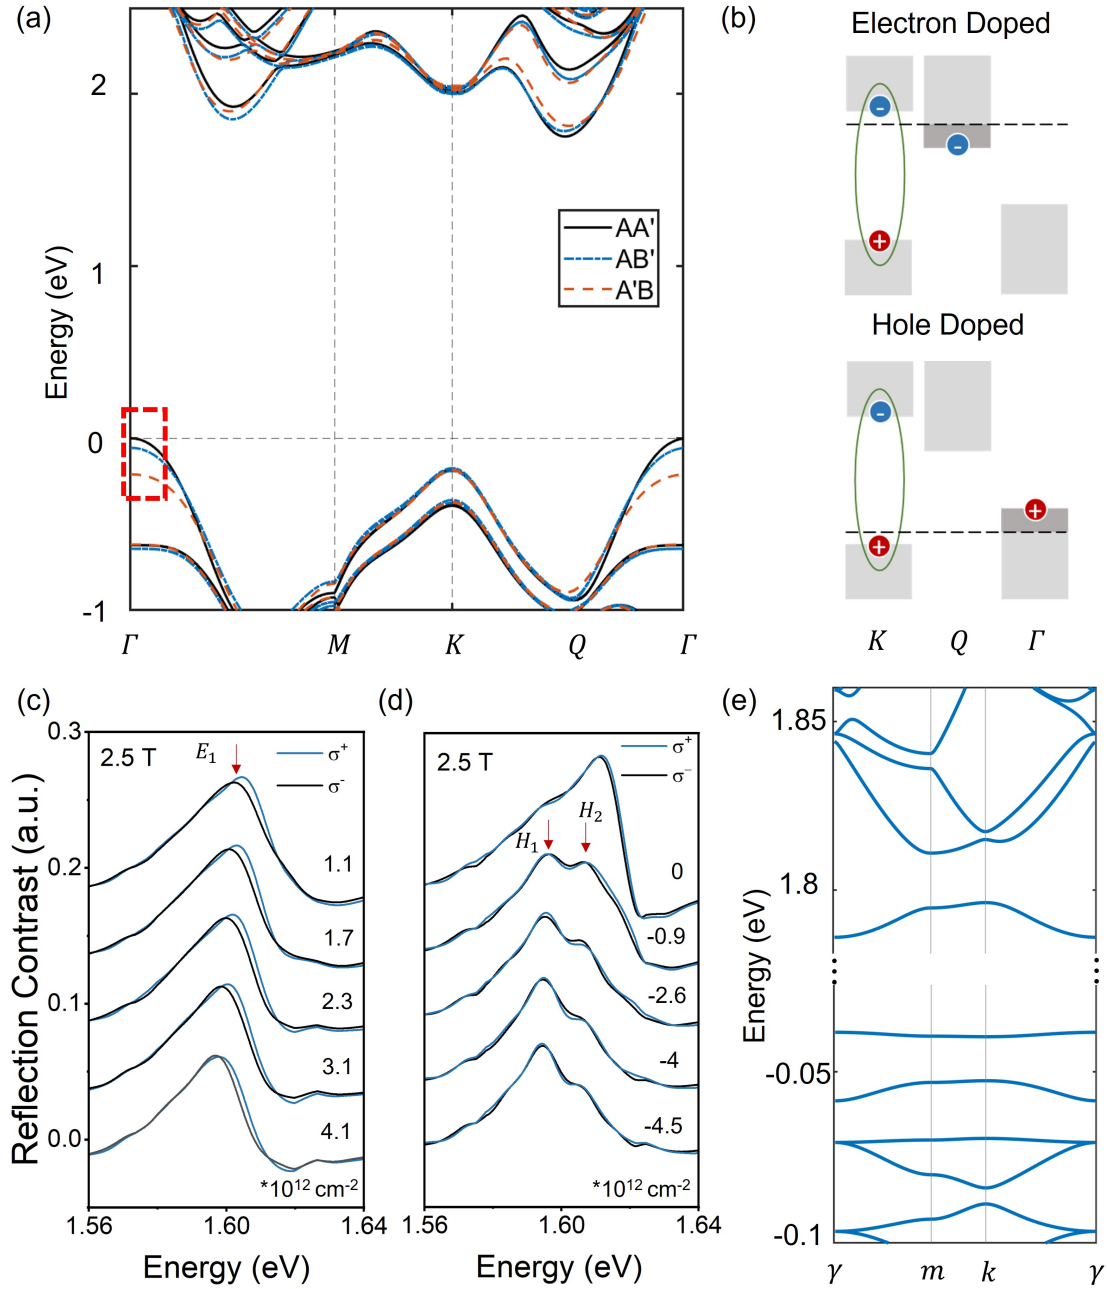 (a)
2
1
0
-1
Energy (eV)
AA'
AB'
A'B
Γ M K Q Γ
(b)
Electron Doped
-
-
+
Hole Doped
-
+
+
K Q Γ
(c)
0.3
0.2
0.1
0.0
Reflection Contrast (a.u.)
2.5 T
E₁
σ⁺
σ⁻
1.1
1.7
2.3
3.1
4.1
*10¹² cm⁻²
1.56 1.60 1.64
Energy (eV)
(d)
2.5 T
σ⁺
σ⁻
H₁
H₂
0
-0.9
-2.6
-4
-4.5
*10¹² cm⁻²
1.56 1.60 1.64
Energy (eV)
(e)
1.85
1.8
-0.05
-0.1
Energy (eV)
γ m k γ